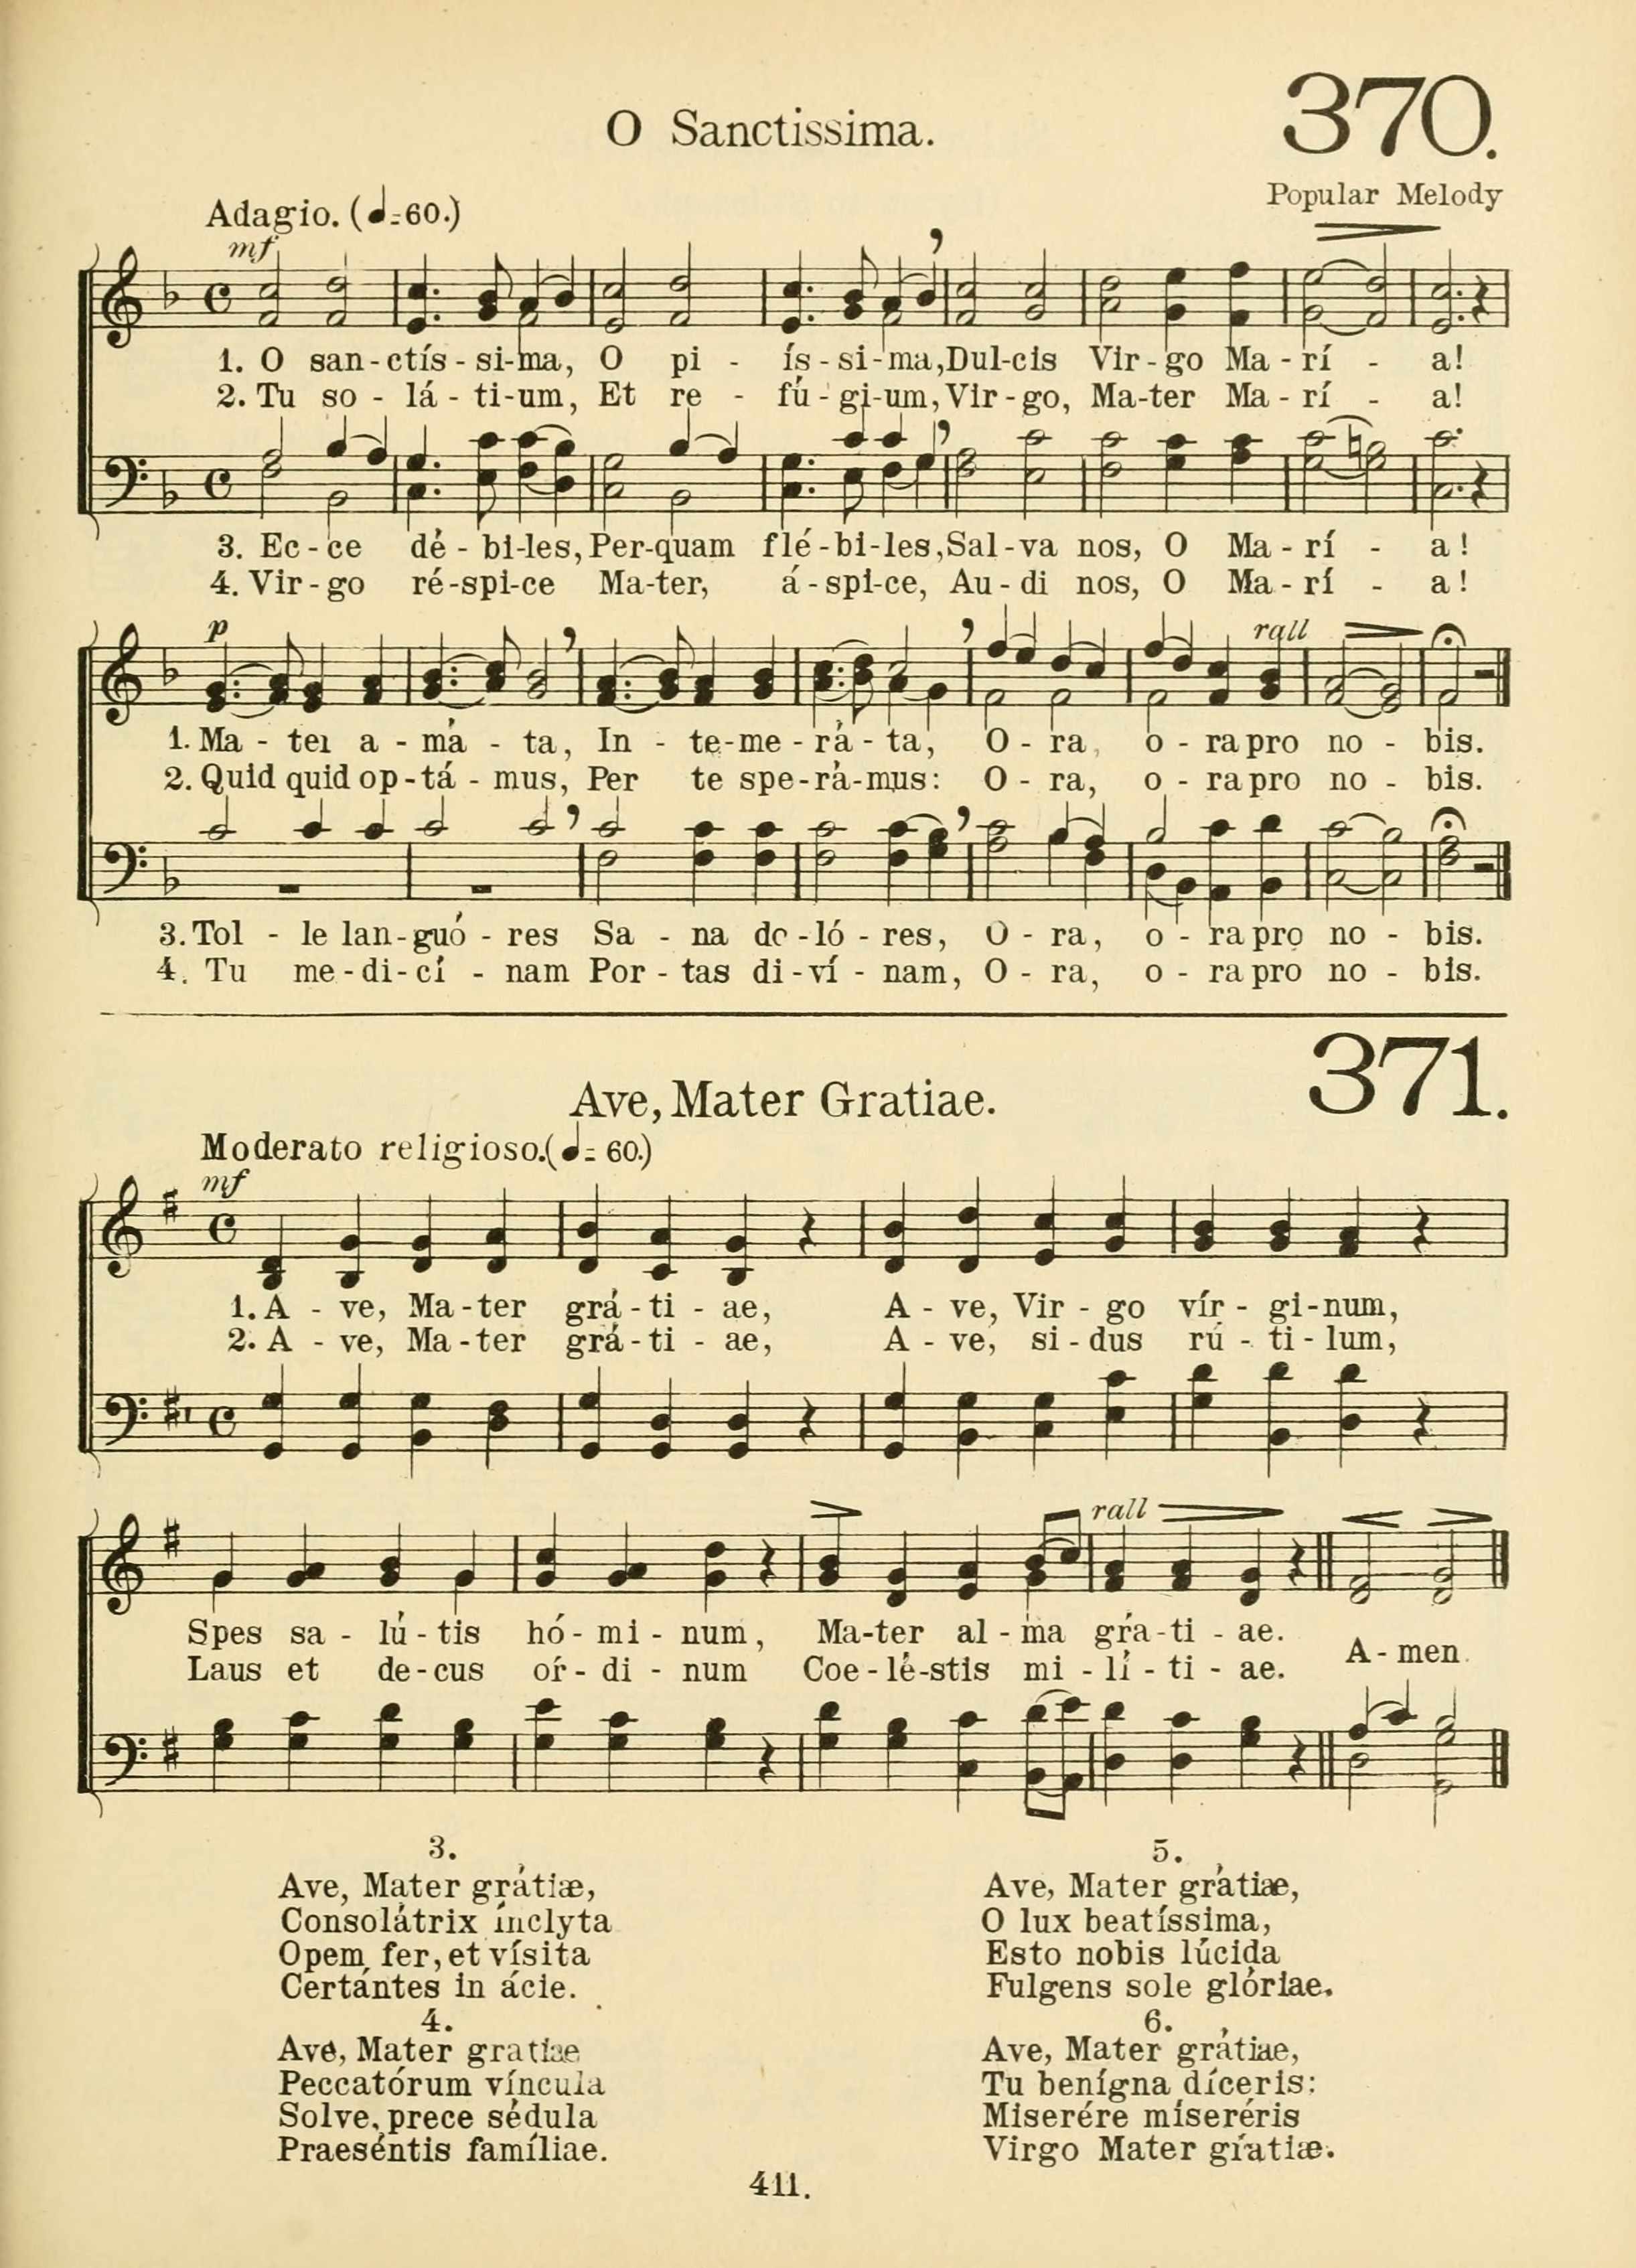 370.
O Sanctissima.
Popular Melody
Adagio. (♩=60.)
mf
1. O san-ctís-si-ma, O pi - ís-si-ma, Dul-cis Vir-go Ma-rí - a!
2. Tu so-lá-ti-um, Et re - fú-gi-um, Vir-go, Ma-ter Ma-rí - a!
3. Ec-ce dé-bi-les, Per-quam flé-bi-les, Sal-va nos, O Ma-rí - a!
4. Vir-go ré-spi-ce Ma-ter, á-spi-ce, Au-di nos, O Ma-rí - a!
p
rall
1. Ma - ter a - má - ta, In - te-me-rá-ta, O - ra, o - ra pro no - bis.
2. Quid quid op-tá - mus, Per te spe-rá-mus: O - ra, o - ra pro no - bis.
3. Tol - le lan-guó - res Sa - na do-ló-res, O - ra, o - ra pro no - bis.
4. Tu me-di-cí - nam Por-tas di-ví-nam, O - ra, o - ra pro no - bis.
371.
Ave, Mater Gratiae.
Moderato religioso. (♩= 60.)
mf
1. A - ve, Ma-ter grá-ti - ae, A - ve, Vir - go vír - gi-num,
2. A - ve, Ma-ter grá-ti - ae, A - ve, si-dus rú - ti-lum,
rall
Spes sa - lú-tis hó-mi - num, Ma-ter al-ma grá-ti - ae.
Laus et de-cus ór-di - num Coe-lé-stis mi-lí-ti - ae.
A-men.
3.
Ave, Mater grátiæ,
Consolátrix ínclyta
Opem fer, et vísita
Certántes in ácie.
4.
Ave, Mater gratiae
Peccatórum víncula
Solve, prece sédula
Praeséntis famíliae.
5.
Ave, Mater grátiæ,
O lux beatíssima,
Esto nobis lúcida
Fulgens sole glóriae.
6.
Ave, Mater grátiae,
Tu benígna díceris:
Miserére míseréris
Virgo Mater grátiæ.
411.